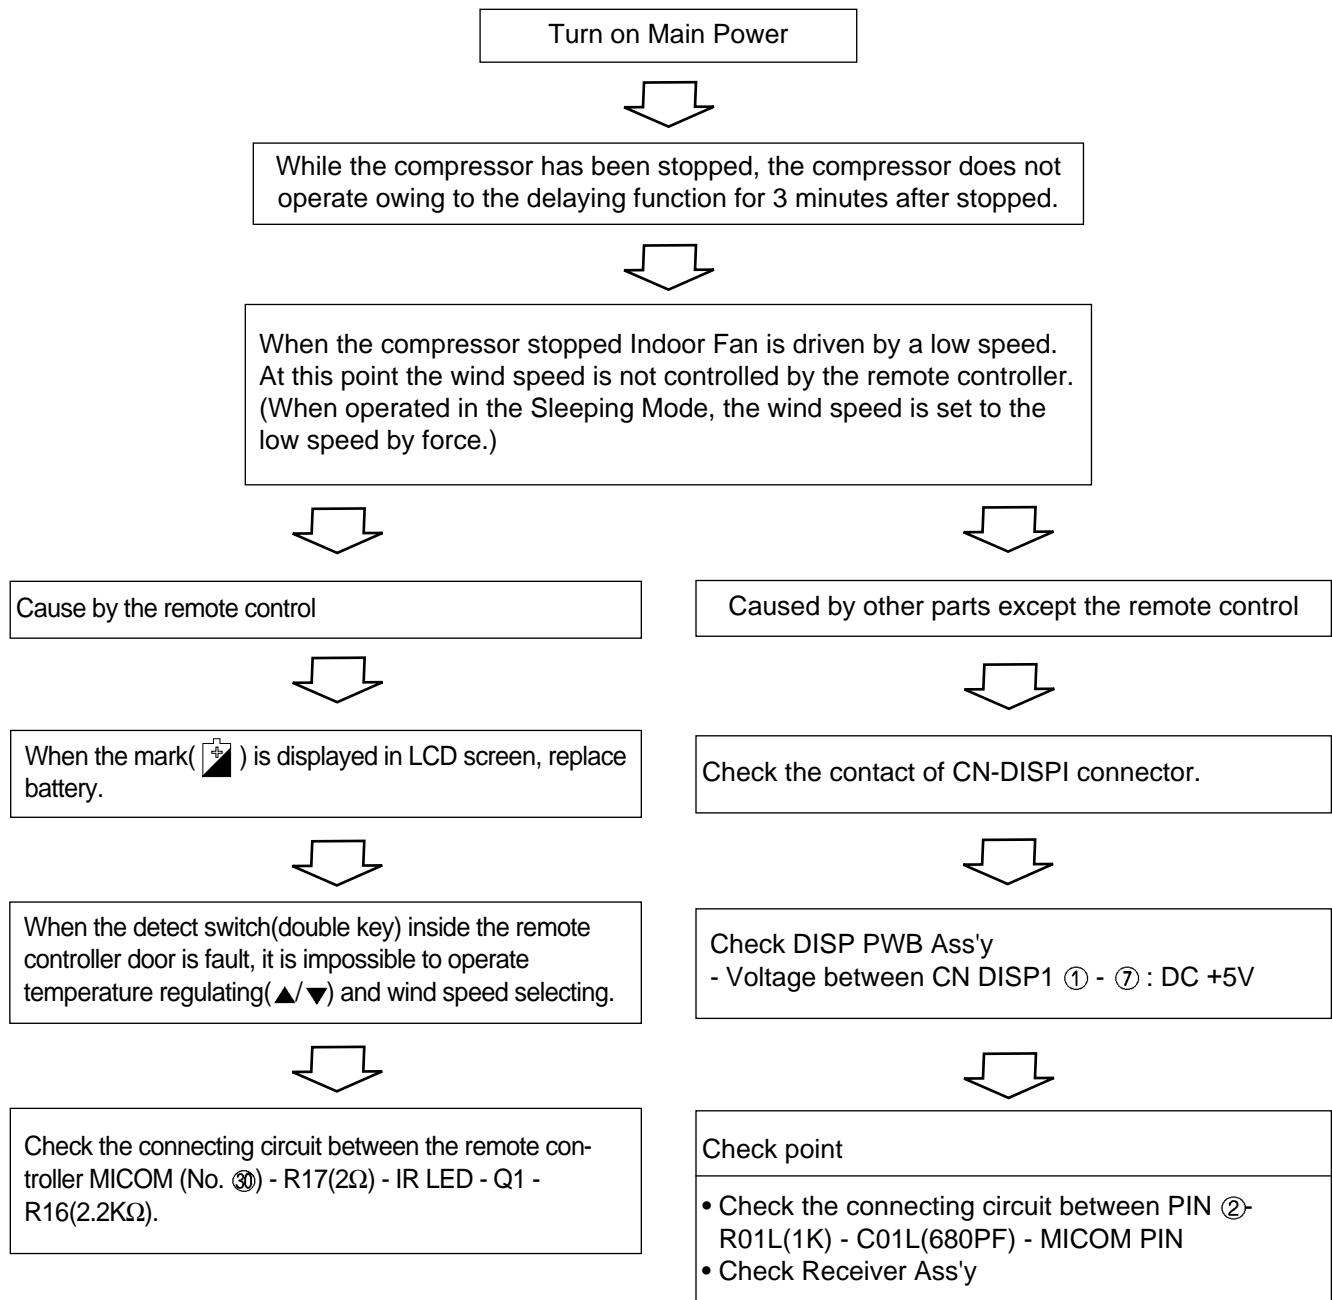 Turn on Main Power
While the compressor has been stopped, the compressor does not
operate owing to the delaying function for 3 minutes after stopped.
When the compressor stopped Indoor Fan is driven by a low speed.
At this point the wind speed is not controlled by the remote controller.
(When operated in the Sleeping Mode, the wind speed is set to the
low speed by force.)
Cause by the remote control
When the mark( ) is displayed in LCD screen, replace
battery.
When the detect switch(double key) inside the remote
controller door is fault, it is impossible to operate
temperature regulating(▲/▼) and wind speed selecting.
Check the connecting circuit between the remote con-
troller MICOM (No. ㉚) - R17(2Ω) - IR LED - Q1 -
R16(2.2KΩ).
Caused by other parts except the remote control
Check the contact of CN-DISPI connector.
Check DISP PWB Ass'y
- Voltage between CN DISP1 ① - ⑦ : DC +5V
Check point
• Check the connecting circuit between PIN ②-
R01L(1K) - C01L(680PF) - MICOM PIN
• Check Receiver Ass'y